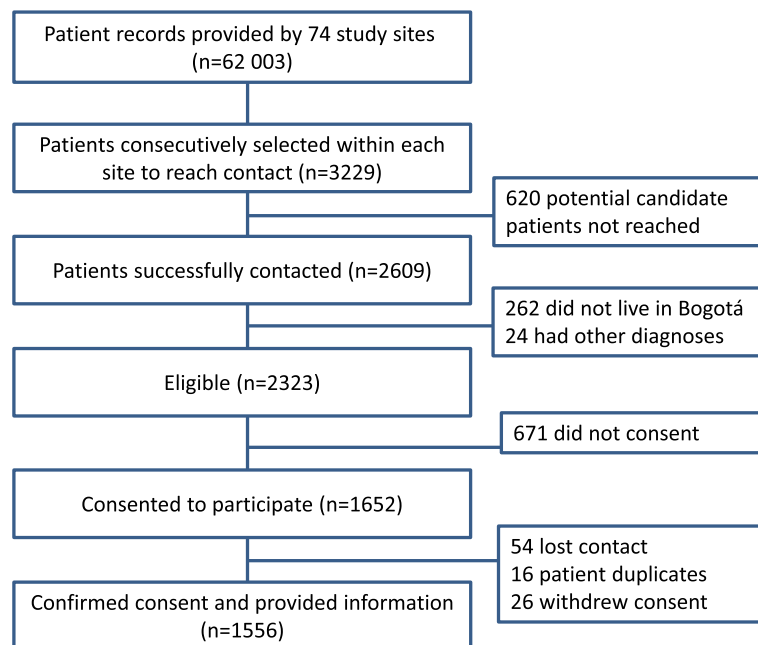 Patient records provided by 74 study sites
(n=62 003)
Patients consecutively selected within each
site to reach contact (n=3229)
620 potential candidate
patients not reached
Patients successfully contacted (n=2609)
262 did not live in Bogotá
24 had other diagnoses
Eligible (n=2323)
671 did not consent
Consented to participate (n=1652)
54 lost contact
16 patient duplicates
26 withdrew consent
Confirmed consent and provided information
(n=1556)